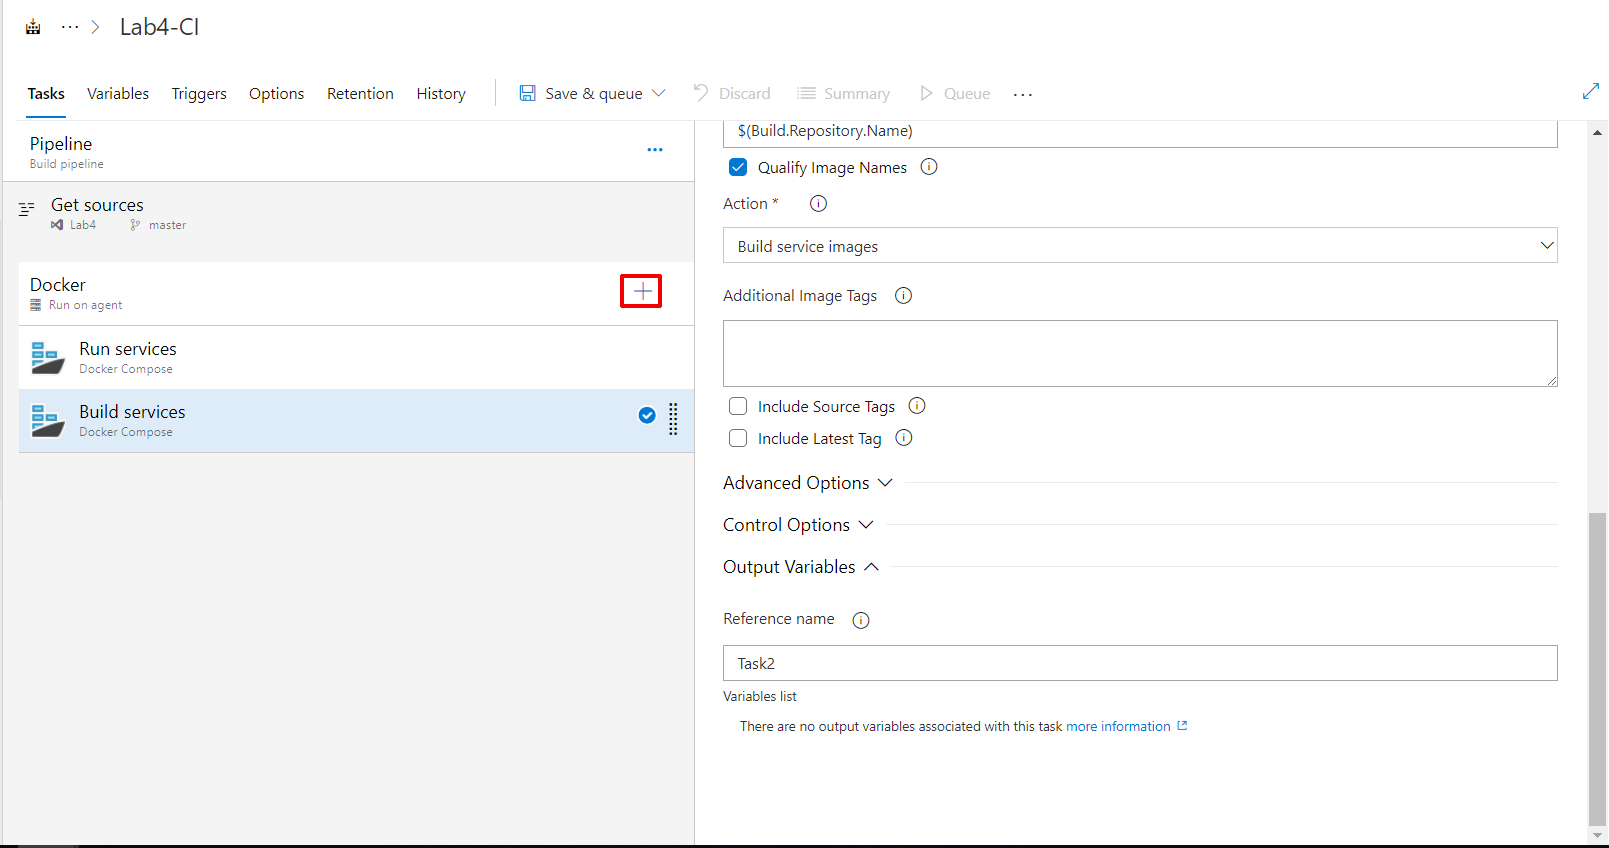 ··· > Lab4-CI
Tasks Variables Triggers Options Retention History Save & queue Discard Summary Queue ···
Pipeline
Build pipeline
Get sources
Lab4 master
Docker
Run on agent
Run services
Docker Compose
Build services
Docker Compose
$(Build.Repository.Name)
Qualify Image Names
Action *
Build service images
Additional Image Tags
Include Source Tags
Include Latest Tag
Advanced Options
Control Options
Output Variables
Reference name
Task2
Variables list
There are no output variables associated with this task more information